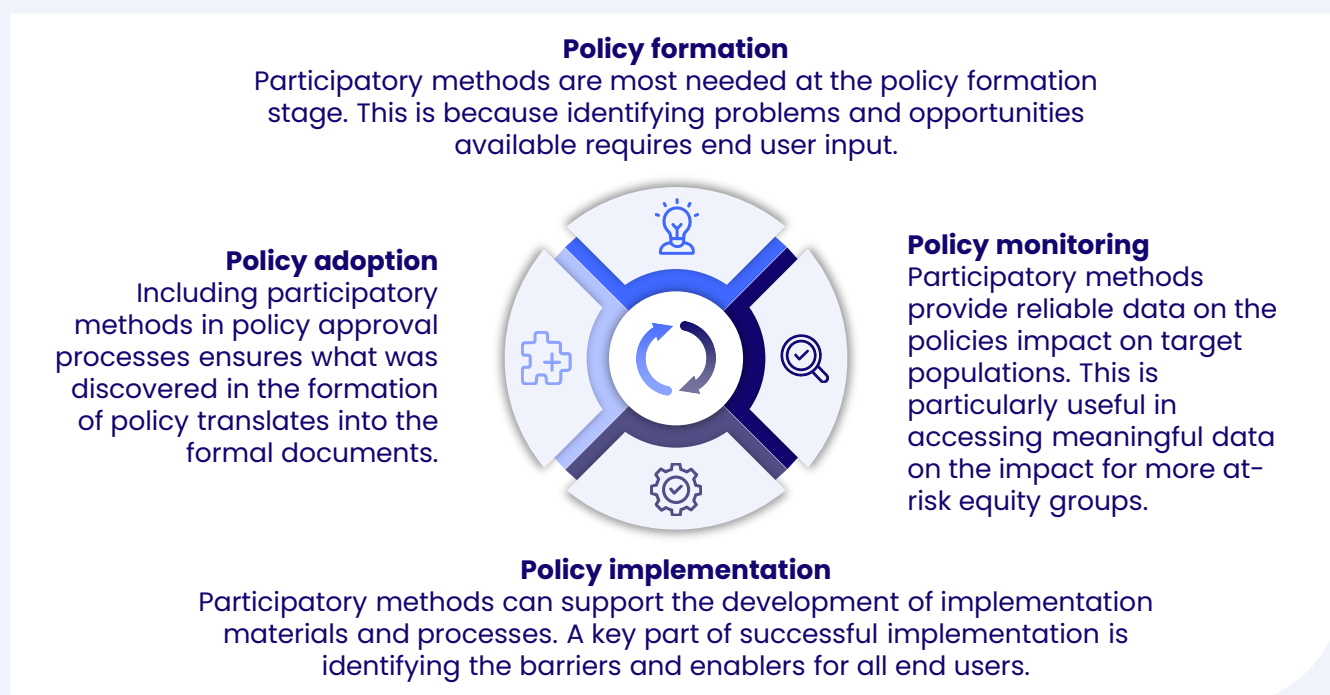 Policy formation
Participatory methods are most needed at the policy formation
stage. This is because identifying problems and opportunities
available requires end user input.
Policy adoption
Including participatory
methods in policy approval
processes ensures what was
discovered in the formation
of policy translates into the
formal documents.
Policy monitoring
Participatory methods
provide reliable data on the
policies impact on target
populations. This is
particularly useful in
accessing meaningful data
on the impact for more at-
risk equity groups.
Policy implementation
Participatory methods can support the development of implementation
materials and processes. A key part of successful implementation is
identifying the barriers and enablers for all end users.